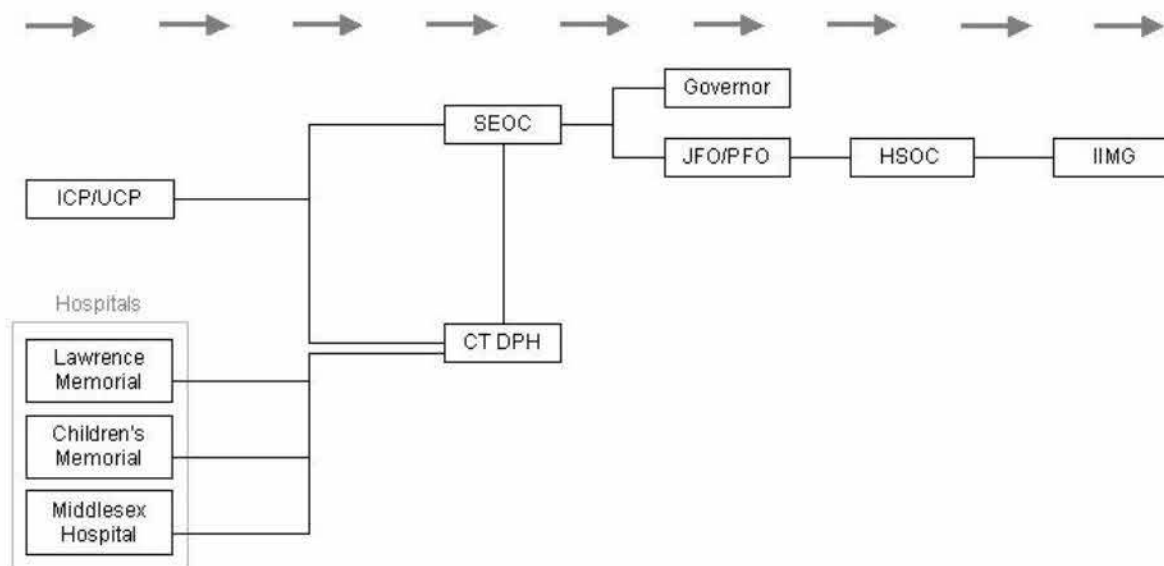 Governor
SEOC
JFO/PFO
HSOC
IIMG
ICP/UCP
Hospitals
CT DPH
Lawrence
Memorial
Children's
Memorial
Middlesex
Hospital